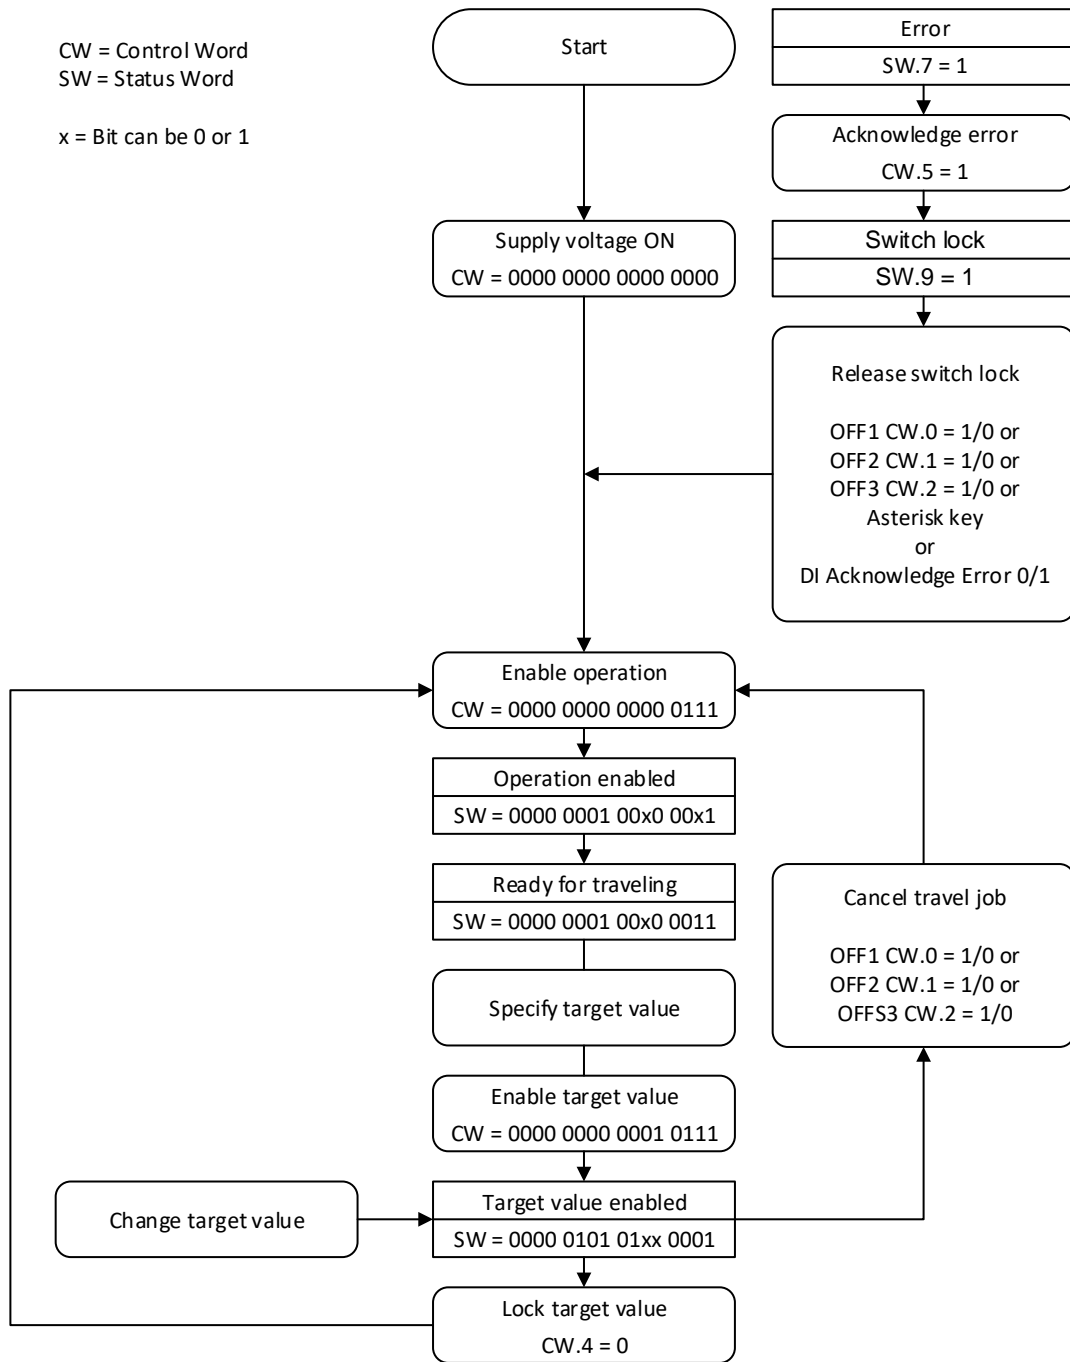 CW = Control Word
SW = Status Word
x = Bit can be 0 or 1
Start
Supply voltage ON
CW = 0000 0000 0000 0000
Error
SW.7 = 1
Acknowledge error
CW.5 = 1
Switch lock
SW.9 = 1
Release switch lock
OFF1 CW.0 = 1/0 or
OFF2 CW.1 = 1/0 or
OFF3 CW.2 = 1/0 or
Asterisk key
or
DI Acknowledge Error 0/1
Enable operation
CW = 0000 0000 0000 0111
Operation enabled
SW = 0000 0001 00x0 00x1
Ready for traveling
SW = 0000 0001 00x0 0011
Specify target value
Enable target value
CW = 0000 0000 0001 0111
Cancel travel job
OFF1 CW.0 = 1/0 or
OFF2 CW.1 = 1/0 or
OFFS3 CW.2 = 1/0
Change target value
Target value enabled
SW = 0000 0101 01xx 0001
Lock target value
CW.4 = 0